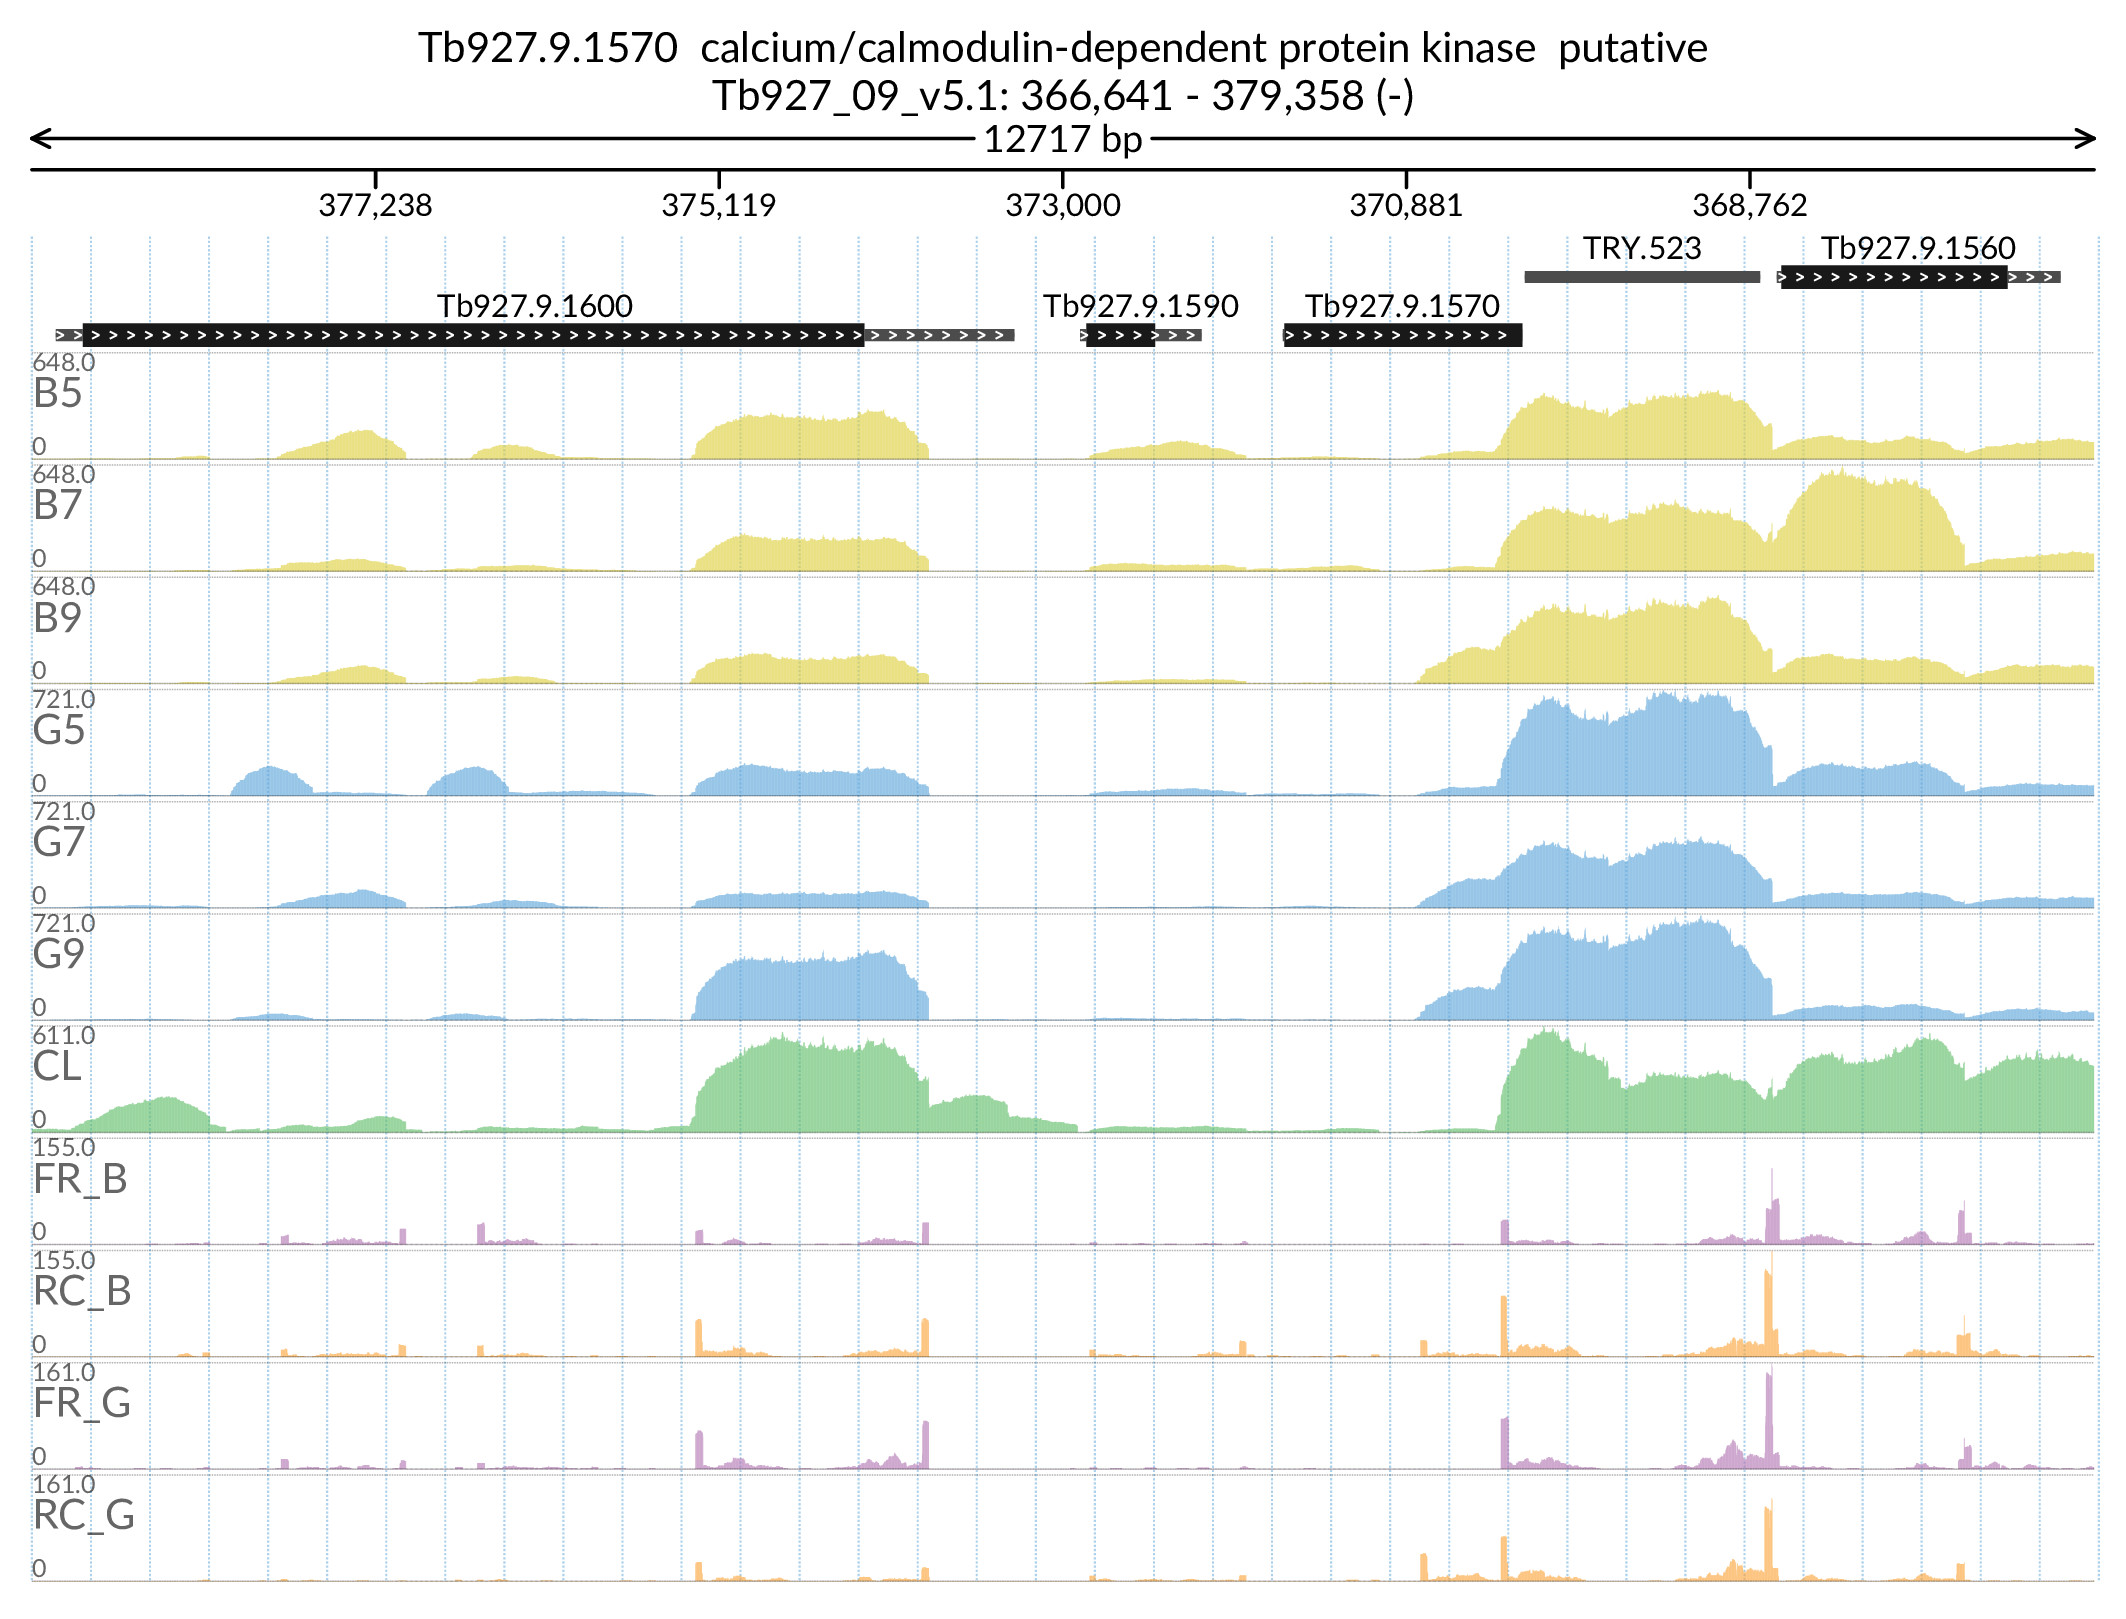 Tb927.9.1570 calcium/calmodulin-dependent protein kinase putative
Tb927_09_v5.1: 366,641 - 379,358 (-)
12717 bp
377,238 375,119 373,000 370,881 368,762
TRY.523 Tb927.9.1560
Tb927.9.1600 Tb927.9.1590 Tb927.9.1570
648.0
B5
0
648.0
B7
0
648.0
B9
0
721.0
G5
0
721.0
G7
0
721.0
G9
0
611.0
CL
0
155.0
FR_B
0
155.0
RC_B
0
161.0
FR_G
0
161.0
RC_G
0